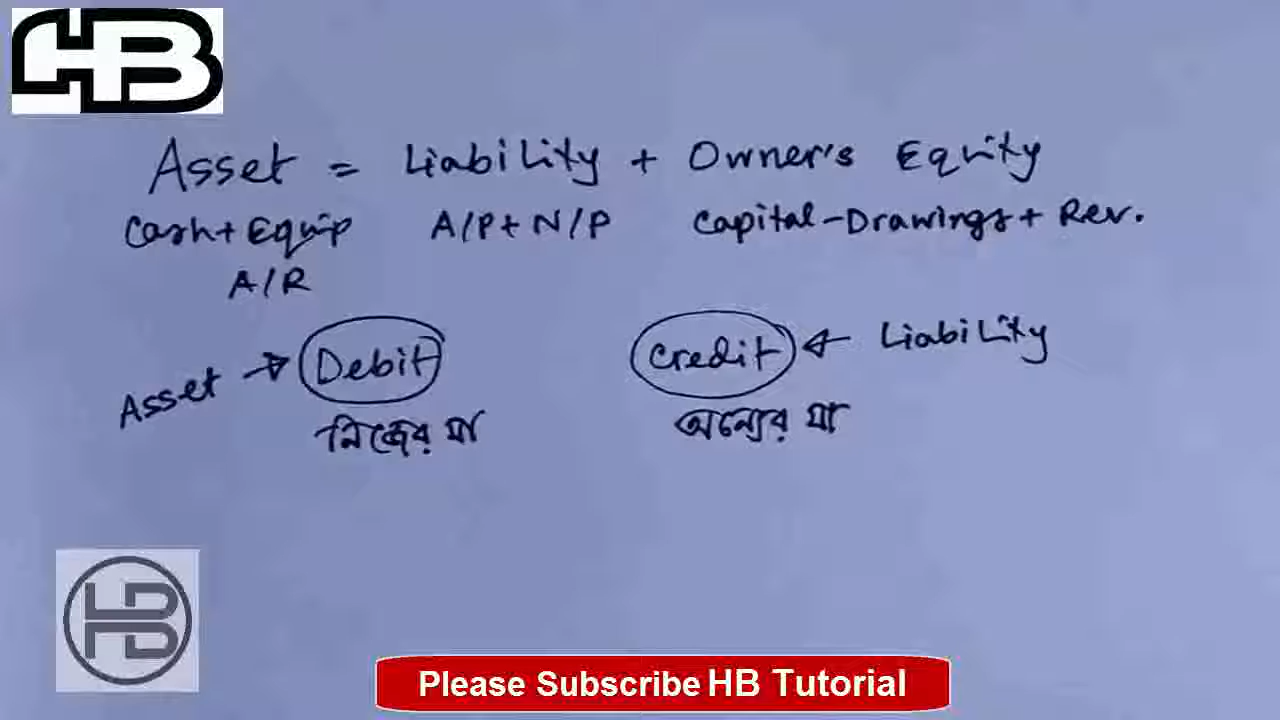 HB
Asset = Liability + Owner's Equity
Cash + Equip A/P + N/P Capital - Drawings + Rev.
A/R
Asset → Debit Credit ← Liability
নিজের যা অন্যের যা
HB
Please Subscribe HB Tutorial